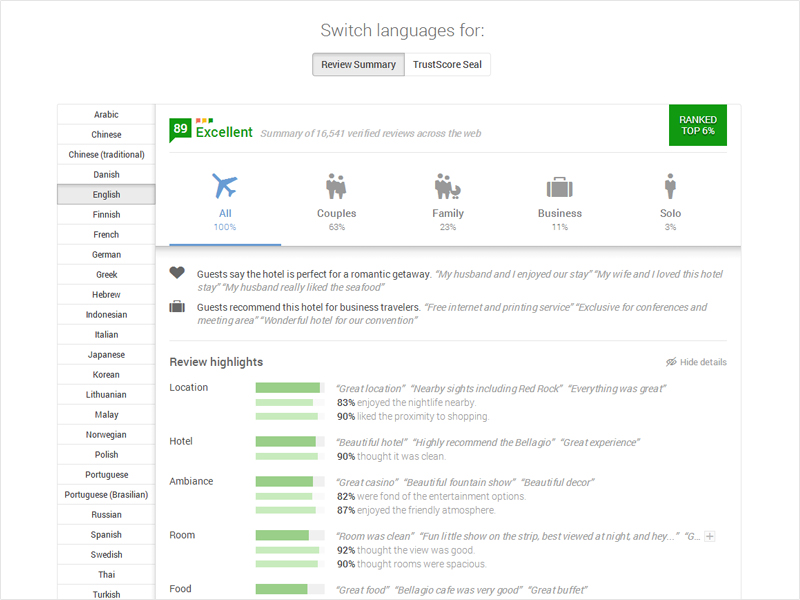 Switch languages for:
Review Summary TrustScore Seal
Arabic
Chinese
Chinese (traditional)
Danish
English
Finnish
French
German
Greek
Hebrew
Indonesian
Italian
Japanese
Korean
Lithuanian
Malay
Norwegian
Polish
Portuguese
Portuguese (Brasilian)
Russian
Spanish
Swedish
Thai
Turkish
89 Excellent Summary of 16,541 verified reviews across the web
RANKED
TOP 6%
All Couples Family Business Solo
100% 63% 23% 11% 3%
Guests say the hotel is perfect for a romantic getaway. “My husband and I enjoyed our stay” “My wife and I loved this hotel
stay” “My husband really liked the seafood”
Guests recommend this hotel for business travelers. “Free internet and printing service” “Exclusive for conferences and
meeting area” “Wonderful hotel for our convention”
Review highlights Hide details
Location “Great location” “Nearby sights including Red Rock” “Everything was great”
83% enjoyed the nightlife nearby.
90% liked the proximity to shopping.
Hotel “Beautiful hotel” “Highly recommend the Bellagio” “Great experience”
90% thought it was clean.
Ambiance “Great casino” “Beautiful fountain show” “Beautiful decor”
82% were fond of the entertainment options.
87% enjoyed the friendly atmosphere.
Room “Room was clean” “Fun little show on the strip, best viewed at night, and hey...” “G...
92% thought the view was good.
90% thought rooms were spacious.
Food “Great food” “Bellagio cafe was very good” “Great buffet”